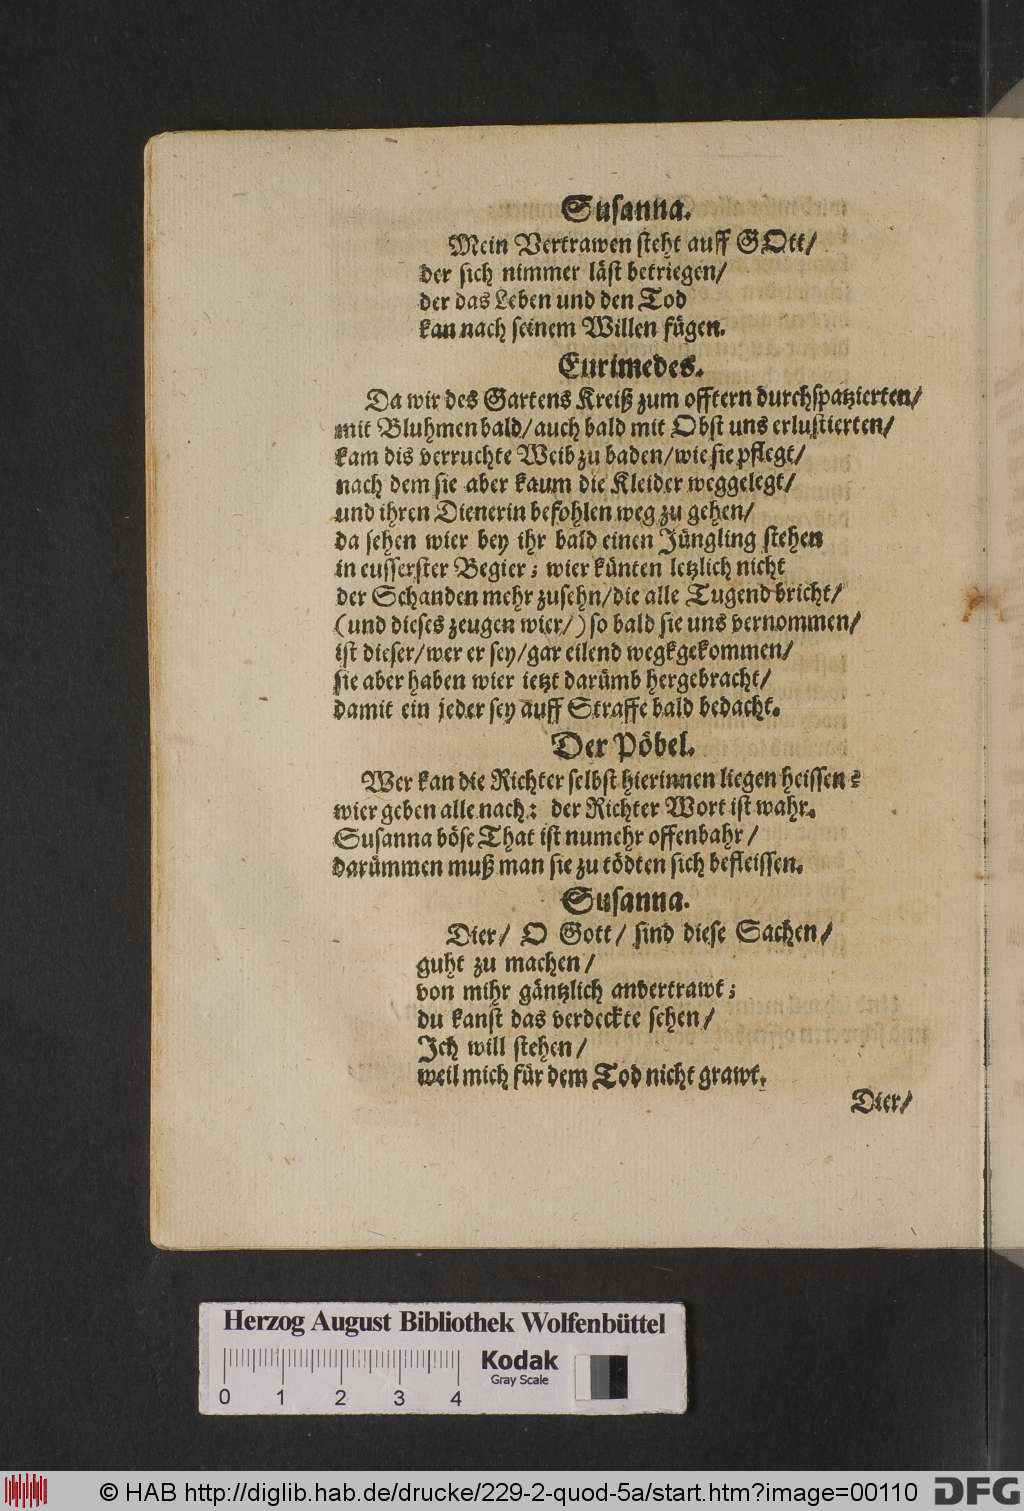 Susanna.
Mein Vertrawen steht auff GOtt/
der sich nimmer läst betriegen/
der das Leben und den Tod
kan nach seinem Willen fügen.
Eurimedes.
Da wir des Gartens Kreiß zum offtern durchspatzierten/
mit Bluhmen bald/auch bald mit Obst uns erlustierten/
kam dis verruchte Weib zu baden/wie sie pflegt/
nach dem sie aber kaum die Kleider weggelegt/
und ihren Dienerin befohlen weg zu gehen/
da sehen wier bey ihr bald einen Jüngling stehen
in eusserster Begier; wier künten letzlich nicht
der Schanden mehr zusehn/die alle Tugend bricht/
(und dieses zeugen wier/) so bald sie uns vernommen/
ist dieser/wer er sey/gar eilend wegkgekommen/
sie aber haben wier ietzt darümb hergebracht/
damit ein jeder sey auff Straffe bald bedacht.
Der Pöbel.
Wer kan die Richter selbst hierinnen liegen heissen?
wier geben alle nach: der Richter Wort ist wahr.
Susanna böse That ist numehr offenbahr/
darümmen muß man sie zu tödten sich befleissen.
Susanna.
Dier/ O Gott/ sind diese Sachen/
guht zu machen/
von mihr gäntzlich anvertrawt;
du kanst das verdeckte sehen/
Ich will stehen/
weil mich für dem Tod nicht grawt.
Dier/
Herzog August Bibliothek Wolfenbüttel
0 1 2 3 4
Kodak
Gray Scale
© HAB http://diglib.hab.de/drucke/229-2-quod-5a/start.htm?image=00110
DFG